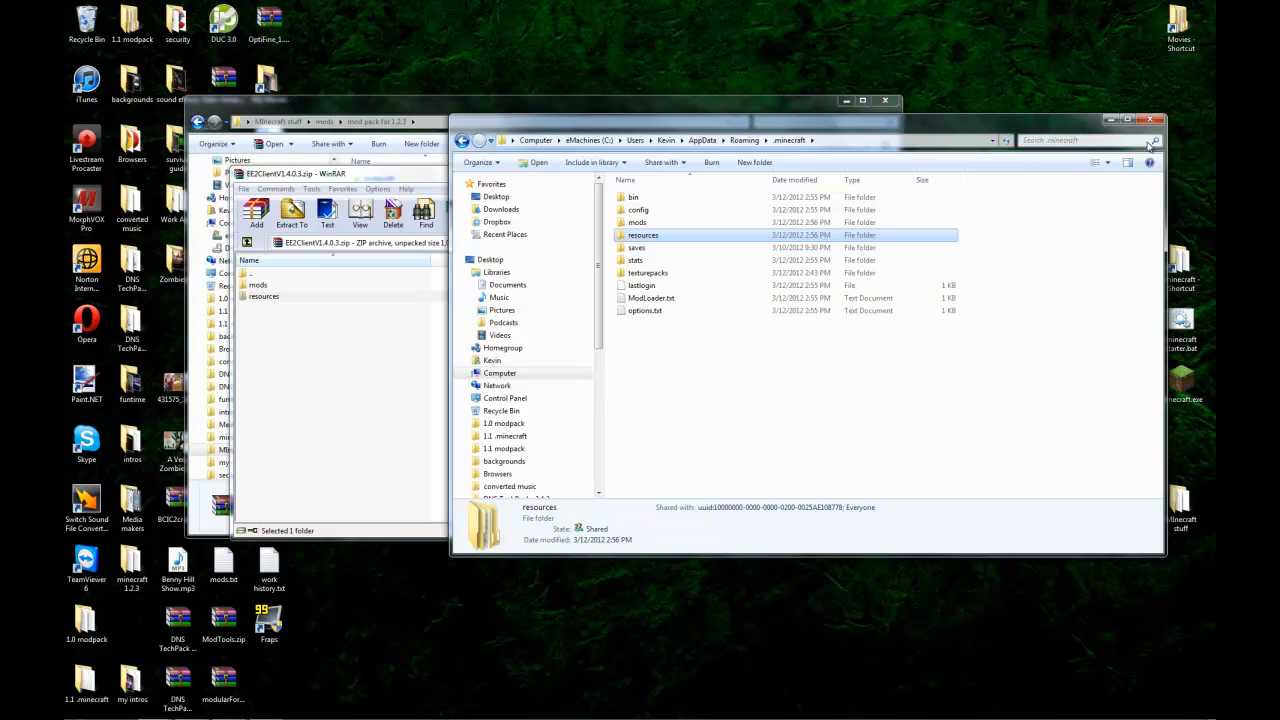 Recycle Bin
1.1 modpack
security
DUC 3.0
OptiFine_1....
Movies -
Shortcut
iTunes
backgrounds
sound e
Livestream
Procaster
Browsers
surviv
guid
MorphVOX
Pro
converted
music
Work A
Norton
Intern...
DNS
TechPa...
Zombie
Opera
DNS
TechPa...
Paint.NET
funtime
431575_
Skype
intros
A Ver
Zombie
Switch Sound
File Convert...
Media
makers
BCIC2cr
TeamViewer
6
minecraft
1.2.3
Benny Hill
Show.mp3
mods.txt
work
history.txt
1.0 modpack
DNS
TechPack ...
ModTools.zip
Fraps
99
1.1 .minecraft
my intros
DNS
TechPa...
modularFor...
minecraft -
Shortcut
minecraft
starter.bat
necraft.exe
MInecraft
stuff
MInecraft stuff
mods
mod pack for 1.2.3
Organize
Open
Share with
Burn
New folder
Pictures
Name
EE2ClientV1.4.0.3.zip - WinRAR
File Commands Tools Favorites Options Help
Add Extract To Test View Delete Find
EE2ClientV1.4.0.3.zip - ZIP archive, unpacked size 1,0
Name
..
mods
resources
Selected 1 folder
Computer
eMachines (C:)
Users
Kevin
AppData
Roaming
.minecraft
Search .minecraft
Organize
Open
Include in library
Share with
Burn
New folder
Favorites
Desktop
Downloads
Dropbox
Recent Places
Desktop
Libraries
Documents
Music
Pictures
Podcasts
Videos
Homegroup
Kevin
Computer
Network
Control Panel
Recycle Bin
1.0 modpack
1.1 .minecraft
1.1 modpack
backgrounds
Browsers
converted music
Name Date modified Type Size
bin 3/12/2012 2:55 PM File folder
config 3/12/2012 2:55 PM File folder
mods 3/12/2012 2:56 PM File folder
resources 3/12/2012 2:56 PM File folder
saves 3/10/2012 9:30 PM File folder
stats 3/12/2012 2:55 PM File folder
texturepacks 3/12/2012 2:43 PM File folder
lastlogin 3/12/2012 2:55 PM File 1 KB
ModLoader.txt 3/12/2012 2:55 PM Text Document 1 KB
options.txt 3/12/2012 2:55 PM Text Document 1 KB
resources
File folder
State: Shared
Date modified: 3/12/2012 2:56 PM
Shared with: uuid:10000000-0000-0000-0200-0025AE108778; Everyone